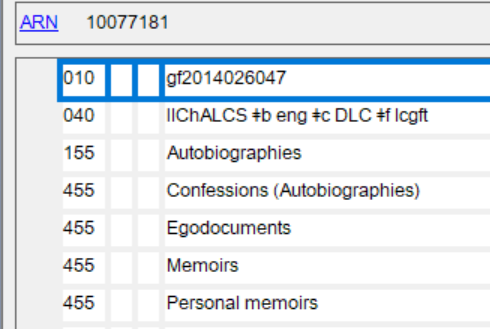 ARN 10077181
010 gf2014026047
040 IlChALCS ǂb eng ǂc DLC ǂf lcgft
155 Autobiographies
455 Confessions (Autobiographies)
455 Egodocuments
455 Memoirs
455 Personal memoirs